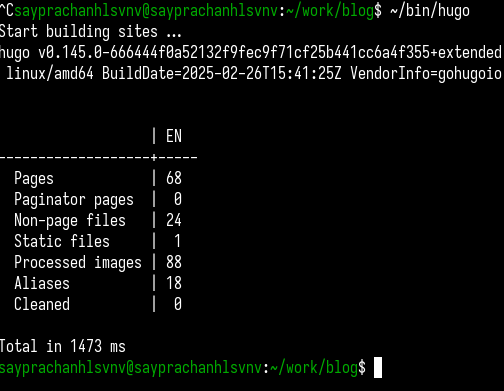 ^Csayprachanhlsvnv@sayprachanhlsvnv:~/work/blog$ ~/bin/hugo
Start building sites …
hugo v0.145.0-666444f0a52132f9fec9f71cf25b441cc6a4f355+extended
linux/amd64 BuildDate=2025-02-26T15:41:25Z VendorInfo=gohugoio
| EN
-------------------+-----
Pages | 68
Paginator pages | 0
Non-page files | 24
Static files | 1
Processed images | 88
Aliases | 18
Cleaned | 0
Total in 1473 ms
sayprachanhlsvnv@sayprachanhlsvnv:~/work/blog$